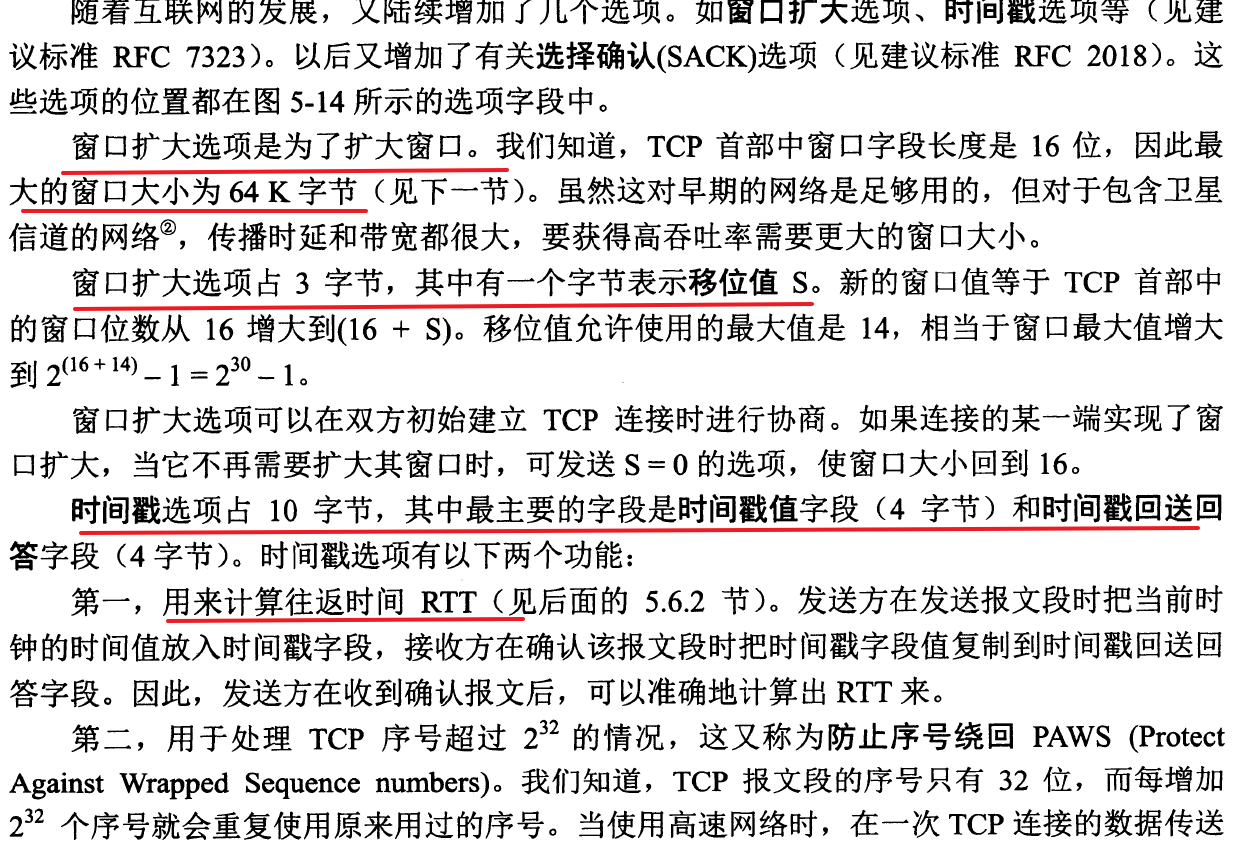 随着互联网的发展，又陆续增加了几个选项。如窗口扩大选项、时间戳选项等（见建
议标准 RFC 7323）。以后又增加了有关选择确认(SACK)选项（见建议标准 RFC 2018）。这
些选项的位置都在图 5-14 所示的选项字段中。
窗口扩大选项是为了扩大窗口。我们知道，TCP 首部中窗口字段长度是 16 位，因此最
大的窗口大小为 64 K 字节（见下一节）。虽然这对早期的网络是足够用的，但对于包含卫星
信道的网络②，传播时延和带宽都很大，要获得高吞吐率需要更大的窗口大小。
窗口扩大选项占 3 字节，其中有一个字节表示移位值 S。新的窗口值等于 TCP 首部中
的窗口位数从 16 增大到(16 + S)。移位值允许使用的最大值是 14，相当于窗口最大值增大
到 2^(16 + 14) – 1 = 2^30 – 1。
窗口扩大选项可以在双方初始建立 TCP 连接时进行协商。如果连接的某一端实现了窗
口扩大，当它不再需要扩大其窗口时，可发送 S = 0 的选项，使窗口大小回到 16。
时间戳选项占 10 字节，其中最主要的字段是时间戳值字段（4 字节）和时间戳回送回
答字段（4 字节）。时间戳选项有以下两个功能：
第一，用来计算往返时间 RTT（见后面的 5.6.2 节）。发送方在发送报文段时把当前时
钟的时间值放入时间戳字段，接收方在确认该报文段时把时间戳字段值复制到时间戳回送回
答字段。因此，发送方在收到确认报文后，可以准确地计算出 RTT 来。
第二，用于处理 TCP 序号超过 2^32 的情况，这又称为防止序号绕回 PAWS (Protect
Against Wrapped Sequence numbers)。我们知道，TCP 报文段的序号只有 32 位，而每增加
2^32 个序号就会重复使用原来用过的序号。当使用高速网络时，在一次 TCP 连接的数据传送